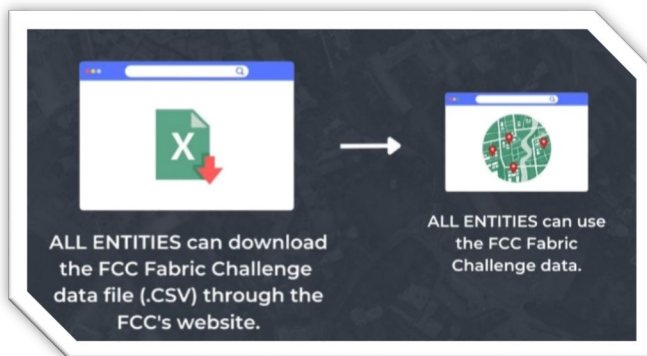 X
ALL ENTITIES can download
the FCC Fabric Challenge
data file (.CSV) through the
FCC's website.
ALL ENTITIES can use
the FCC Fabric
Challenge data.